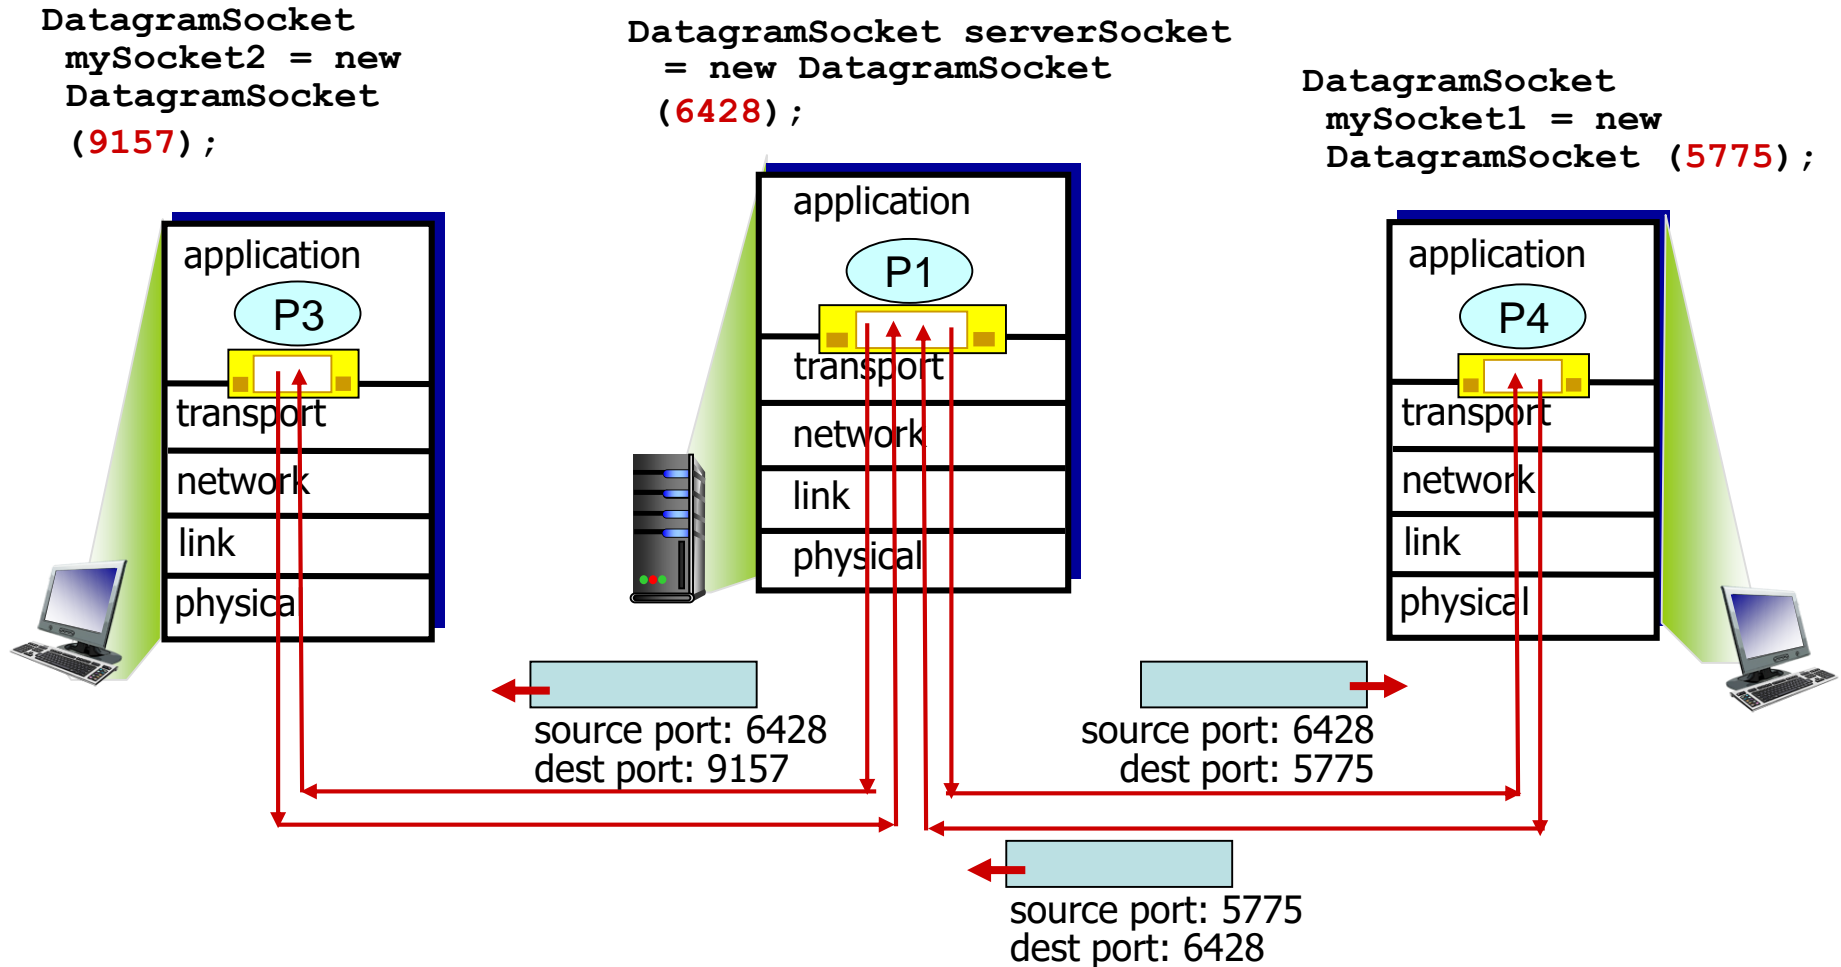 DatagramSocket
mySocket2 = new
DatagramSocket
(9157);
DatagramSocket serverSocket
= new DatagramSocket
(6428);
DatagramSocket
mySocket1 = new
DatagramSocket (5775);
application
P3
transport
network
link
physica
application
P1
transport
network
link
physical
application
P4
transport
network
link
physical
source port: 6428
dest port: 9157
source port: 6428
dest port: 5775
source port: 5775
dest port: 6428